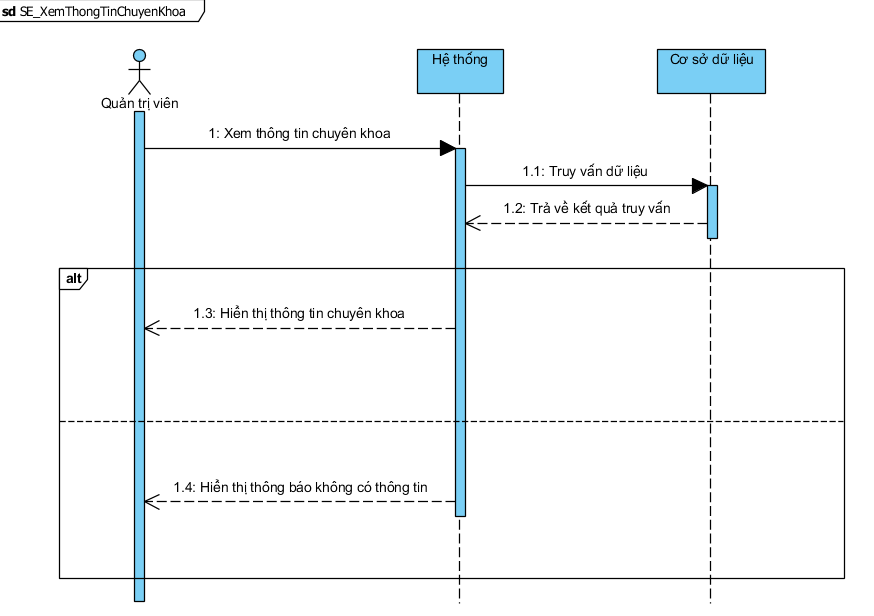 sd SE_XemThongTinChuyenKhoa
Quản trị viên
Hệ thống
Cơ sở dữ liệu
1: Xem thông tin chuyên khoa
1.1: Truy vấn dữ liệu
1.2: Trả về kết quả truy vấn
alt
1.3: Hiển thị thông tin chuyên khoa
1.4: Hiển thị thông báo không có thông tin